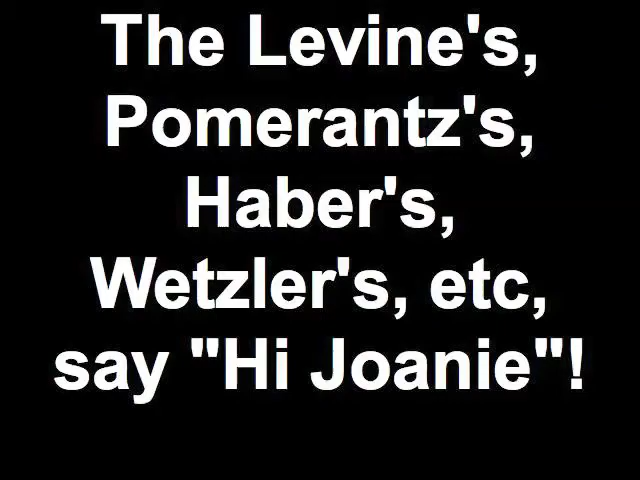 The Levine's,
Pomerantz's,
Haber's,
Wetzler's, etc,
say "Hi Joanie"!